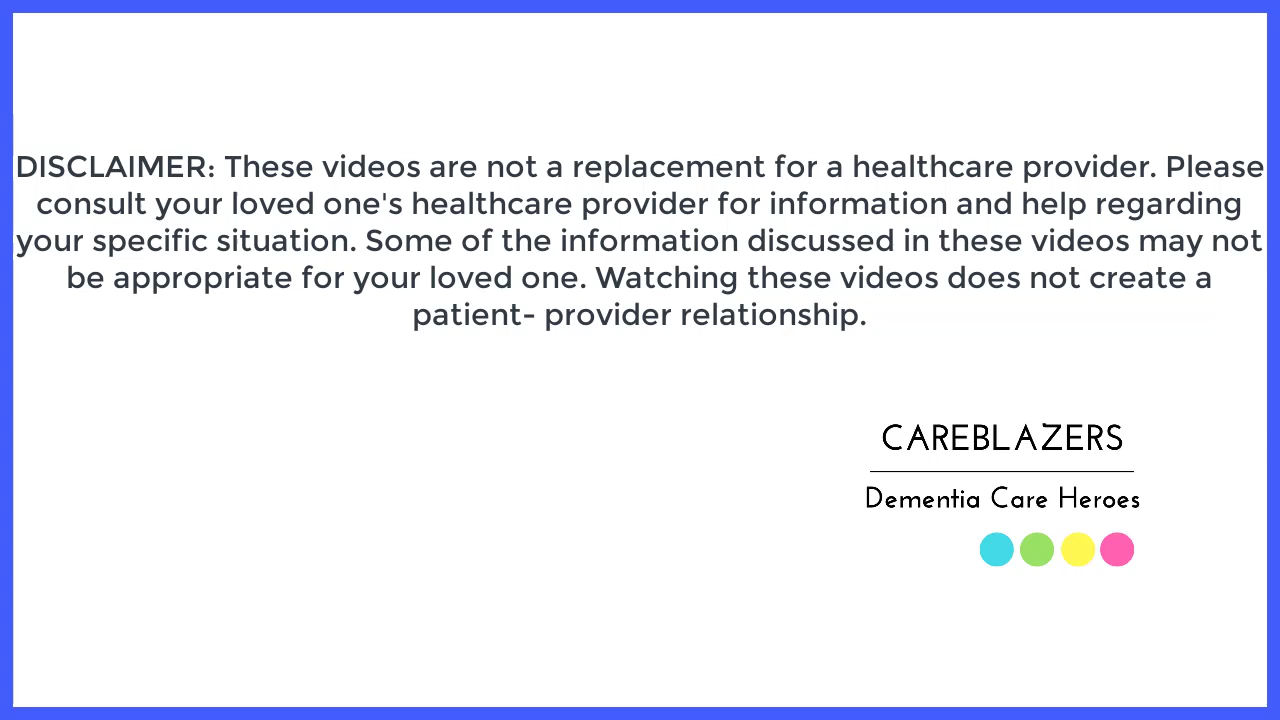 DISCLAIMER: These videos are not a replacement for a healthcare provider. Please
consult your loved one's healthcare provider for information and help regarding
your specific situation. Some of the information discussed in these videos may not
be appropriate for your loved one. Watching these videos does not create a
patient- provider relationship.
CAREBLAZERS
Dementia Care Heroes